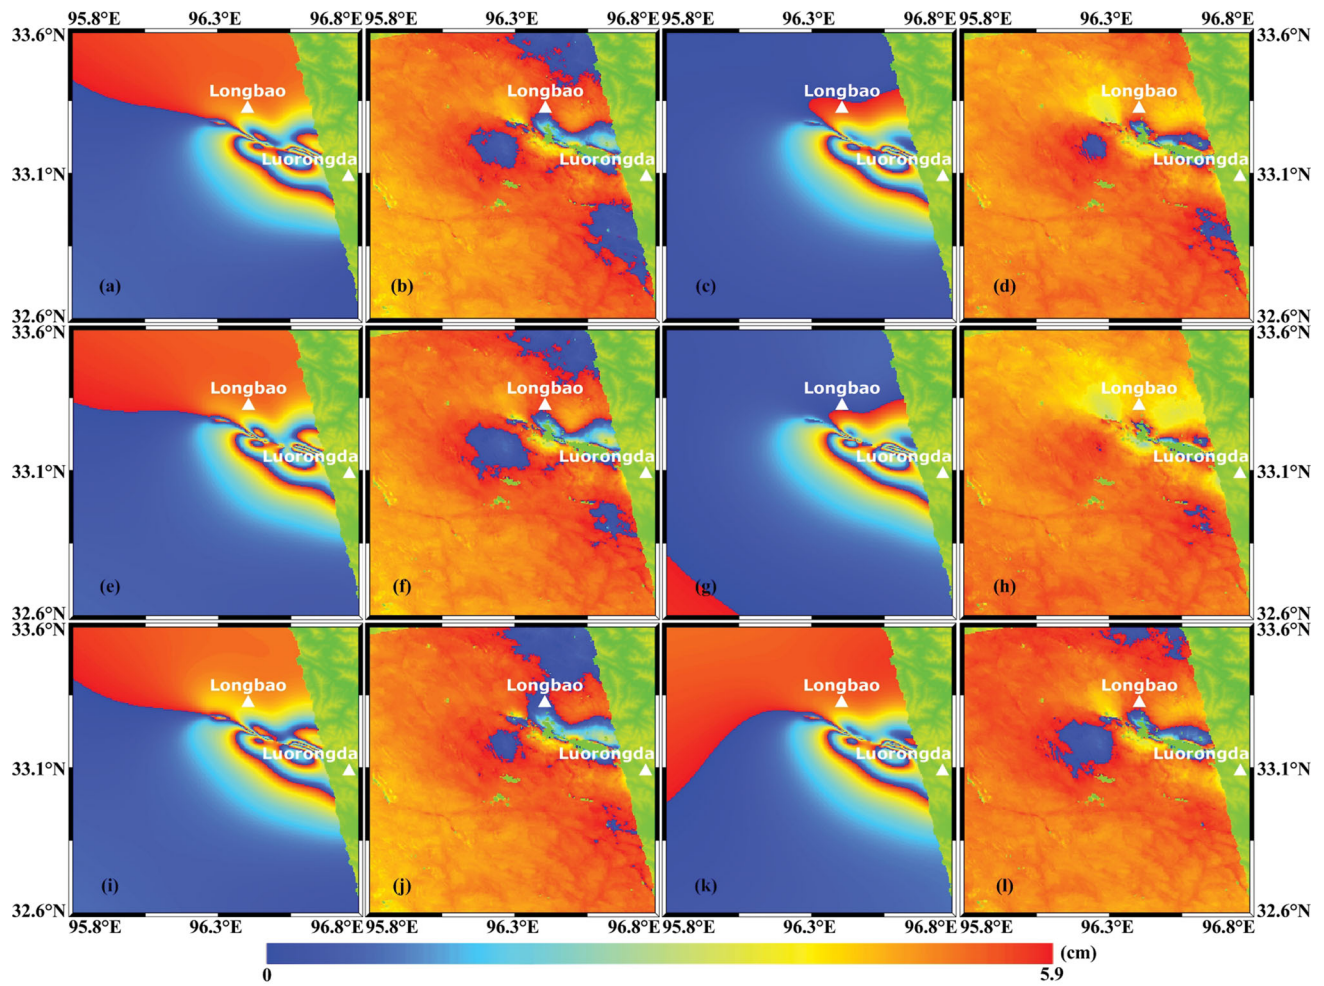 95.8°E 96.3°E 96.8°E 95.8°E 96.3°E 96.8°E 95.8°E 96.3°E 96.8°E 95.8°E 96.3°E 96.8°E
33.6°N 33.6°N
Longbao Longbao Longbao Longbao
Luorongda Luorongda Luorongda Luorongda
33.1°N 33.1°N
(a) (b) (c) (d)
32.6°N 32.6°N
33.6°N 33.6°N
Longbao Longbao Longbao Longbao
Luorongda Luorongda Luorongda Luorongda
33.1°N 33.1°N
(e) (f) (g) (h)
32.6°N 32.6°N
33.6°N 33.6°N
Longbao Longbao Longbao Longbao
Luorongda Luorongda Luorongda Luorongda
33.1°N 33.1°N
(i) (j) (k) (l)
32.6°N 32.6°N
95.8°E 96.3°E 96.8°E 95.8°E 96.3°E 96.8°E 95.8°E 96.3°E 96.8°E 95.8°E 96.3°E 96.8°E
(cm)
0 5.9